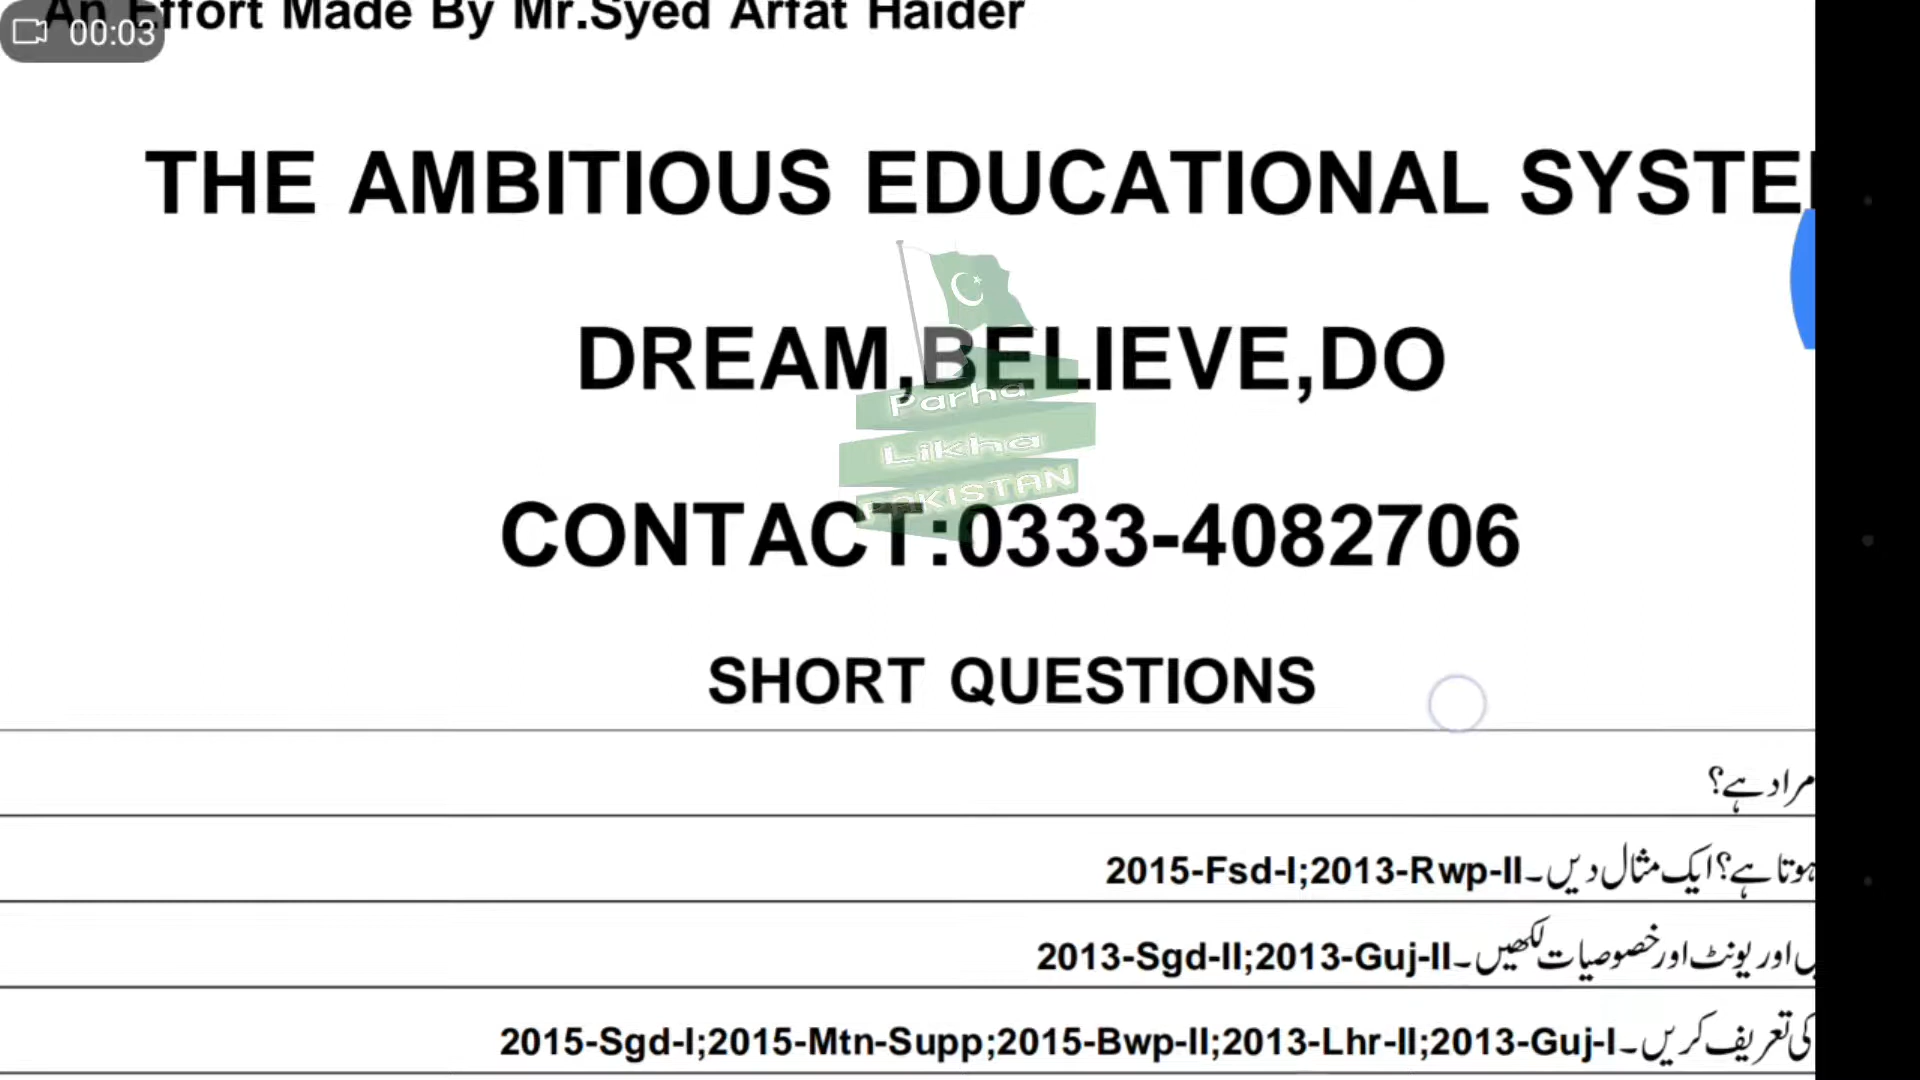 An Effort Made By Mr.Syed Arfat Haider
00:03
THE AMBITIOUS EDUCATIONAL SYSTE
DREAM,BELIEVE,DO
Parha
Likha
PAKISTAN
CONTACT:0333-4082706
SHORT QUESTIONS
مراد ہے؟
ہوتا ہے؟ ایک مثال دیں۔2015-Fsd-I;2013-Rwp-II
اور یونٹ اور خصوصیات لکھیں۔2013-Sgd-II;2013-Guj-II
کی تعریف کریں۔2015-Sgd-I;2015-Mtn-Supp;2015-Bwp-II;2013-Lhr-II;2013-Guj-I